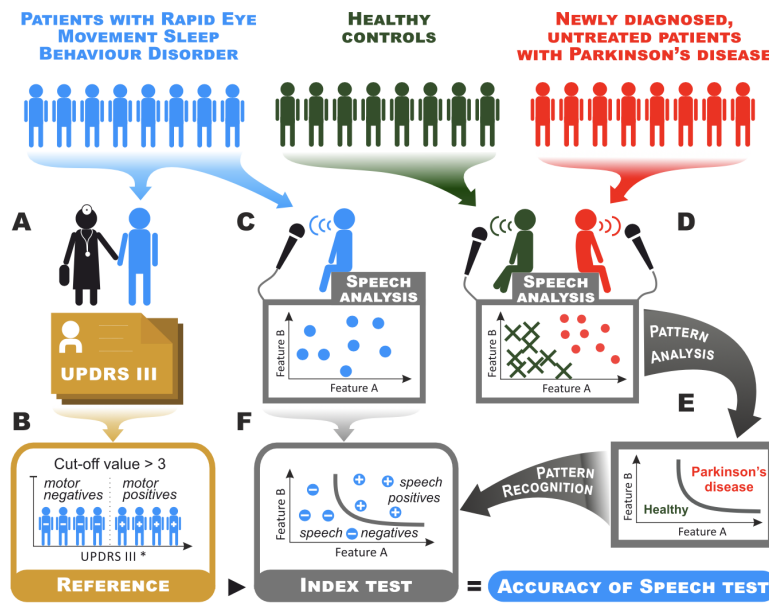 PATIENTS WITH RAPID EYE
MOVEMENT SLEEP
BEHAVIOUR DISORDER
HEALTHY
CONTROLS
NEWLY DIAGNOSED,
UNTREATED PATIENTS
WITH PARKINSON'S DISEASE
A
C
D
SPEECH
ANALYSIS
SPEECH
ANALYSIS
UPDRS III
Feature B
Feature A
Feature B
Feature A
PATTERN
ANALYSIS
B
F
E
Cut-off value > 3
motor
negatives
motor
positives
UPDRS III *
REFERENCE
Feature B
speech
positives
speech negatives
Feature A
INDEX TEST
PATTERN
RECOGNITION
Feature B
Parkinson's
disease
Healthy
Feature A
= ACCURACY OF SPEECH TEST